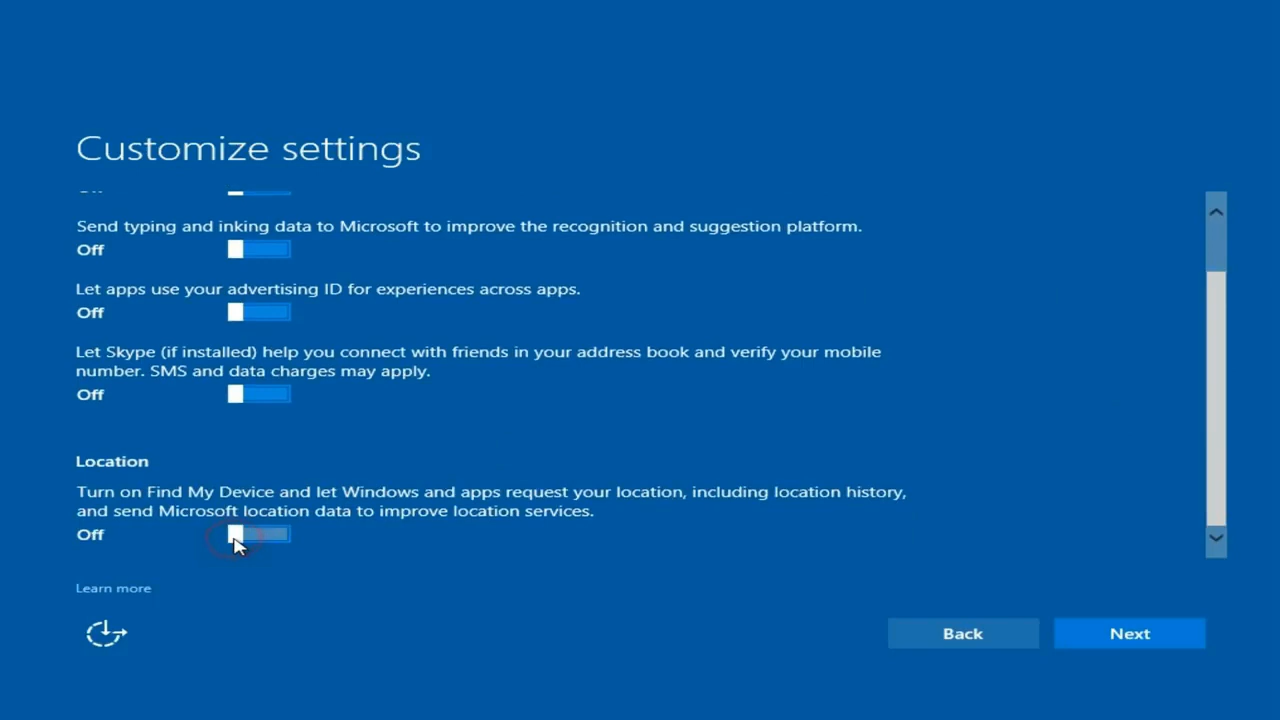 Customize settings
Send typing and inking data to Microsoft to improve the recognition and suggestion platform.
Off
Let apps use your advertising ID for experiences across apps.
Off
Let Skype (if installed) help you connect with friends in your address book and verify your mobile
number. SMS and data charges may apply.
Off
Location
Turn on Find My Device and let Windows and apps request your location, including location history,
and send Microsoft location data to improve location services.
Off
Learn more
Back
Next